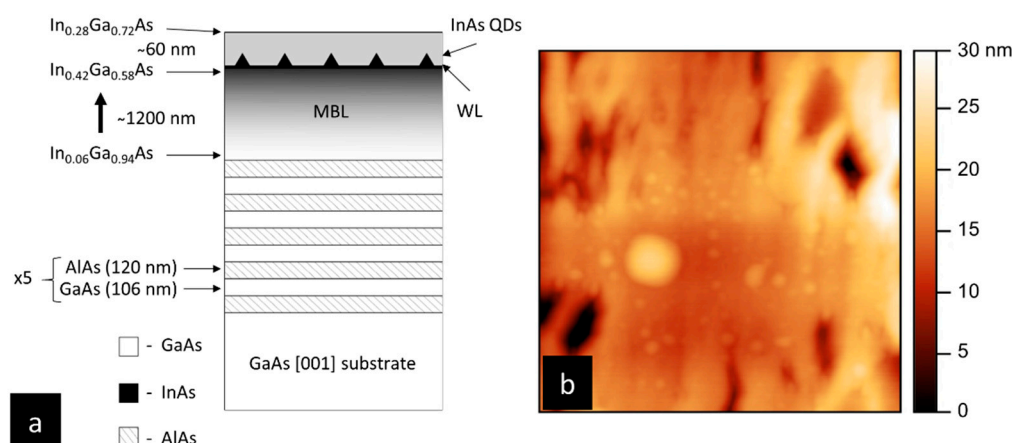 In₀.₂₈Ga₀.₇₂As
~60 nm
In₀.₄₂Ga₀.₅₈As
~1200 nm
In₀.₀₆Ga₀.₉₄As
InAs QDs
WL
MBL
x5
AlAs (120 nm)
GaAs (106 nm)
GaAs [001] substrate
- GaAs
- InAs
- AlAs
a
b
30 nm
25
20
15
10
5
0